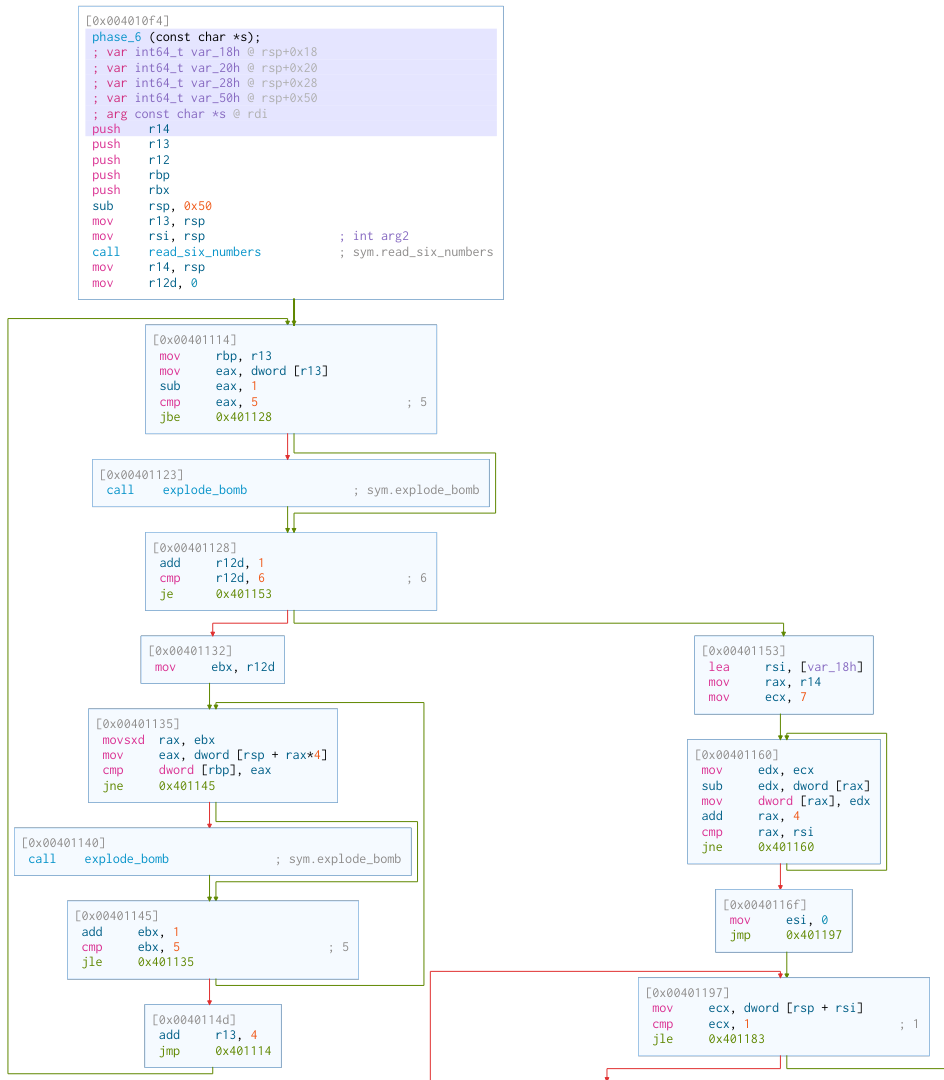 [0x004010f4]
phase_6 (const char *s);
; var int64_t var_18h @ rsp+0x18
; var int64_t var_20h @ rsp+0x20
; var int64_t var_28h @ rsp+0x28
; var int64_t var_50h @ rsp+0x50
; arg const char *s @ rdi
push r14
push r13
push r12
push rbp
push rbx
sub rsp, 0x50
mov r13, rsp
mov rsi, rsp ; int arg2
call read_six_numbers ; sym.read_six_numbers
mov r14, rsp
mov r12d, 0
[0x00401114]
mov rbp, r13
mov eax, dword [r13]
sub eax, 1
cmp eax, 5 ; 5
jbe 0x401128
[0x00401123]
call explode_bomb ; sym.explode_bomb
[0x00401128]
add r12d, 1
cmp r12d, 6 ; 6
je 0x401153
[0x00401132]
mov ebx, r12d
[0x00401135]
movsxd rax, ebx
mov eax, dword [rsp + rax*4]
cmp dword [rbp], eax
jne 0x401145
[0x00401140]
call explode_bomb ; sym.explode_bomb
[0x00401145]
add ebx, 1
cmp ebx, 5 ; 5
jle 0x401135
[0x0040114d]
add r13, 4
jmp 0x401114
[0x00401153]
lea rsi, [var_18h]
mov rax, r14
mov ecx, 7
[0x00401160]
mov edx, ecx
sub edx, dword [rax]
mov dword [rax], edx
add rax, 4
cmp rax, rsi
jne 0x401160
[0x0040116f]
mov esi, 0
jmp 0x401197
[0x00401197]
mov ecx, dword [rsp + rsi]
cmp ecx, 1 ; 1
jle 0x401183